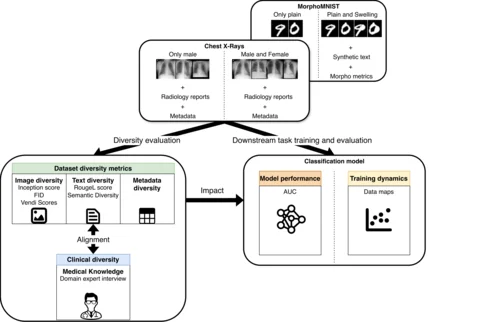 MorphoMNIST
Only plain
Plain and Swelling
+
Synthetic text
+
Morpho metrics
Chest X-Rays
Only male
Male and Female
+
+
Radiology reports
Radiology reports
+
+
Metadata
Metadata
Diversity evaluation
Downstream task training and evaluation
Dataset diversity metrics
Image diversity
Inception score
FID
Vendi Scores
Text diversity
RougeL score
Semantic Diversity
Metadata
diversity
Alignment
Clinical diversity
Medical Knowledge
Domain expert interview
Impact
Classification model
Model performance
AUC
Training dynamics
Data maps